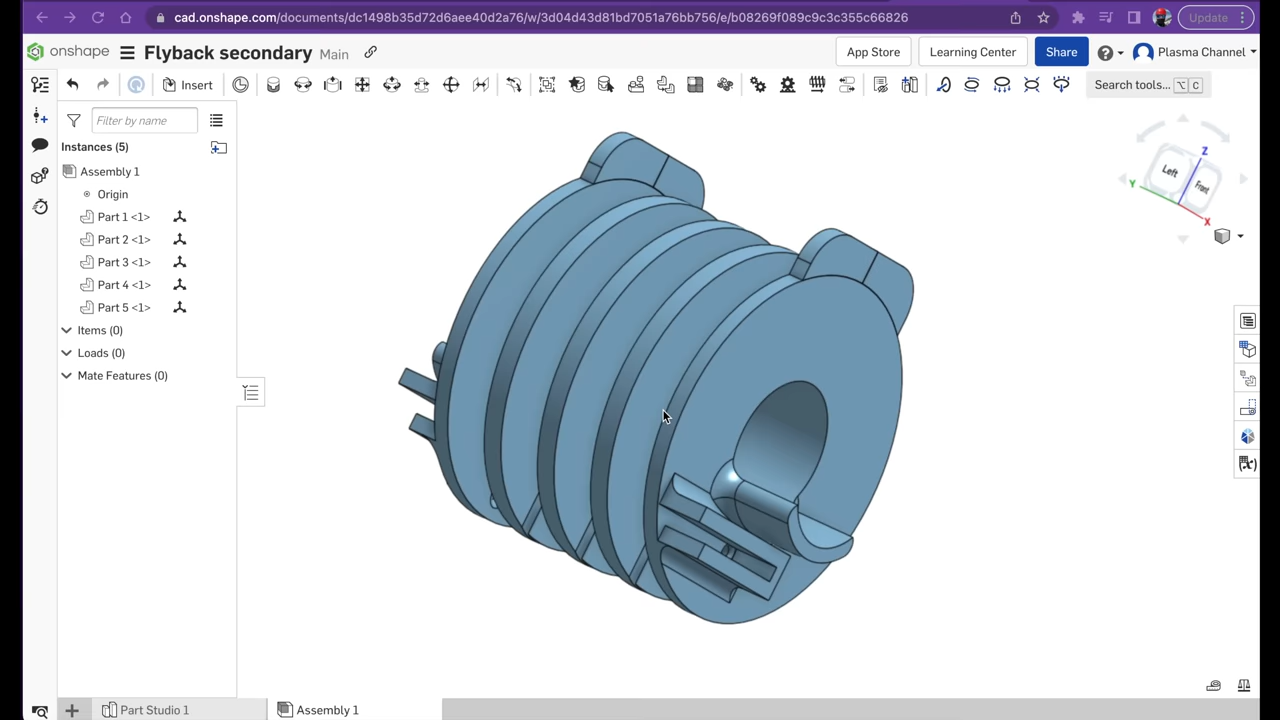 cad.onshape.com/documents/dc1498b35d72d6aee40d2a76/w/3d04d43d81bd7051a76bb756/e/b08269f089c9c3c355c66826
Update
onshape
Flyback secondary Main
App Store
Learning Center
Share
Plasma Channel
Insert
Search tools... ⌥ C
Filter by name
Instances (5)
Assembly 1
Origin
Part 1 <1>
Part 2 <1>
Part 3 <1>
Part 4 <1>
Part 5 <1>
Items (0)
Loads (0)
Mate Features (0)
Z
Left
Front
Y
X
(x)
Part Studio 1
Assembly 1